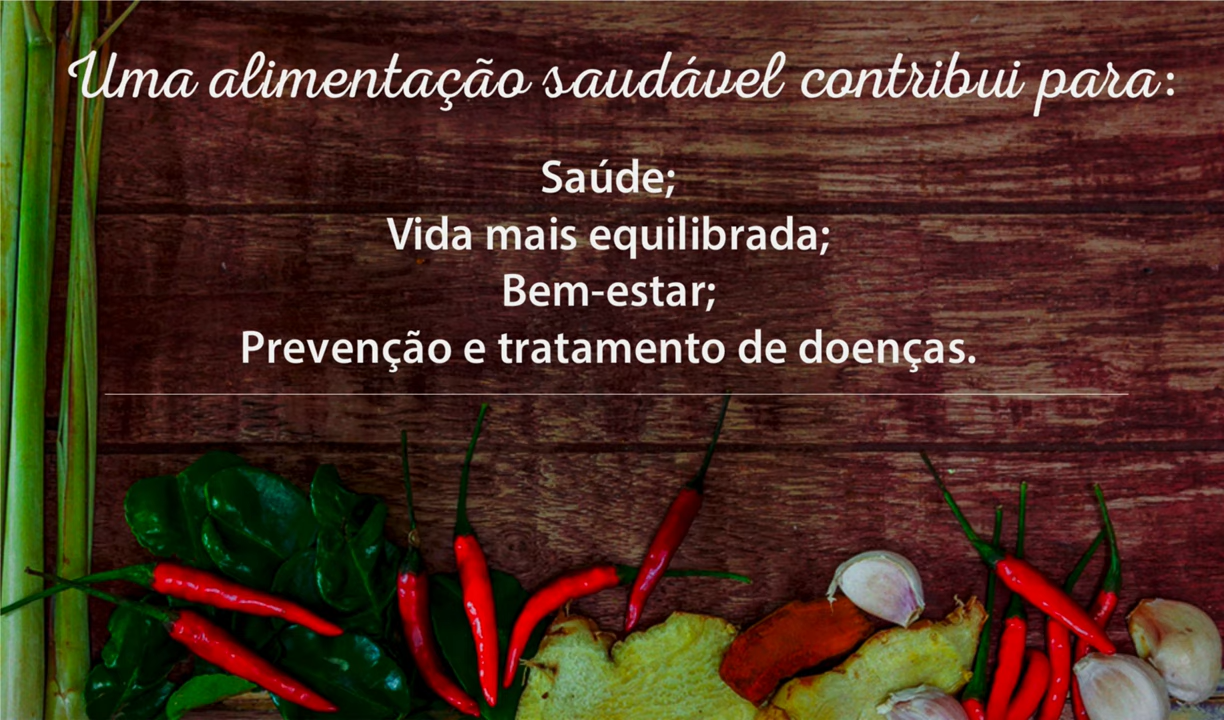 Uma alimentação saudável contribui para:
Saúde;
Vida mais equilibrada;
Bem-estar;
Prevenção e tratamento de doenças.